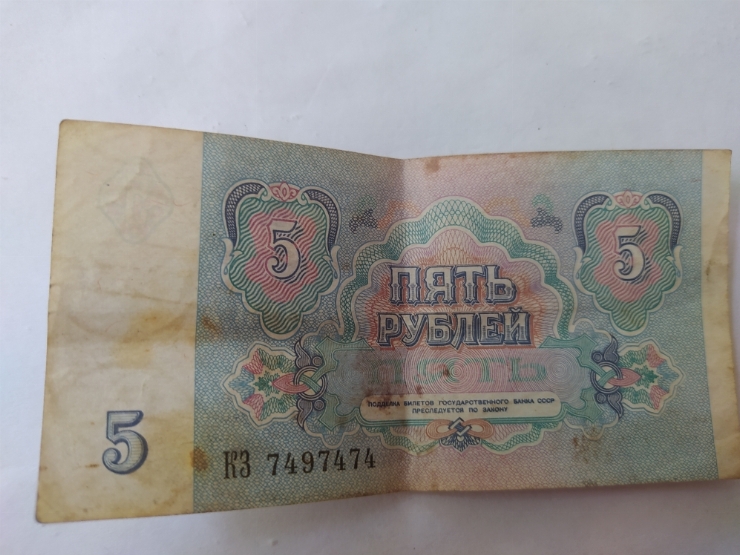 5
5
ПЯТЬ
РУБЛЕЙ
ПОДДЕЛКА БИЛЕТОВ ГОСУДАРСТВЕННОГО БАНКА СССР
ПРЕСЛЕДУЕТСЯ ПО ЗАКОНУ
5
КЗ 7497474